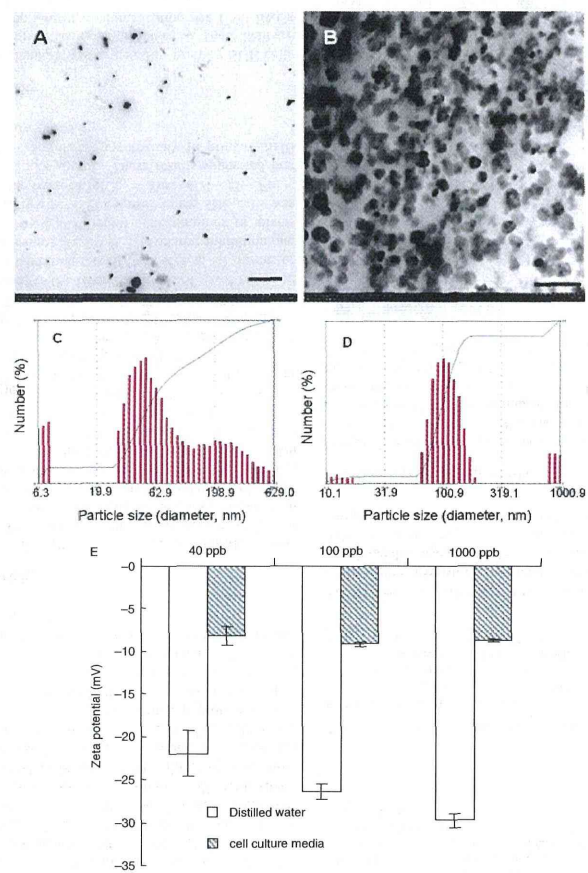 A
B
C
Number (%)
6.3 19.9 62.9 198.9 629.0
Particle size (diameter, nm)
D
Number (%)
10.1 31.9 100.9 319.1 1000.9
Particle size (diameter, nm)
E
40 ppb 100 ppb 1000 ppb
–0
–5
–10
–15
–20
–25
–30
–35
Zeta potential (mV)
Distilled water
cell culture media